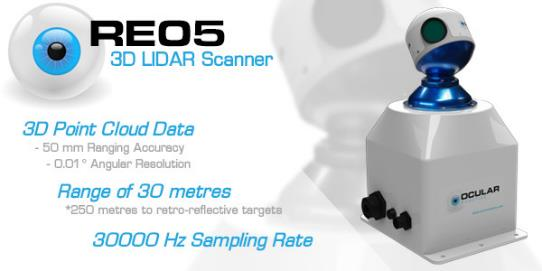 RE05
3D LIDAR Scanner
3D Point Cloud Data
- 50 mm Ranging Accuracy
- 0.01° Angular Resolution
Range of 30 metres
*250 metres to retro-reflective targets
30000 Hz Sampling Rate
OCULAR